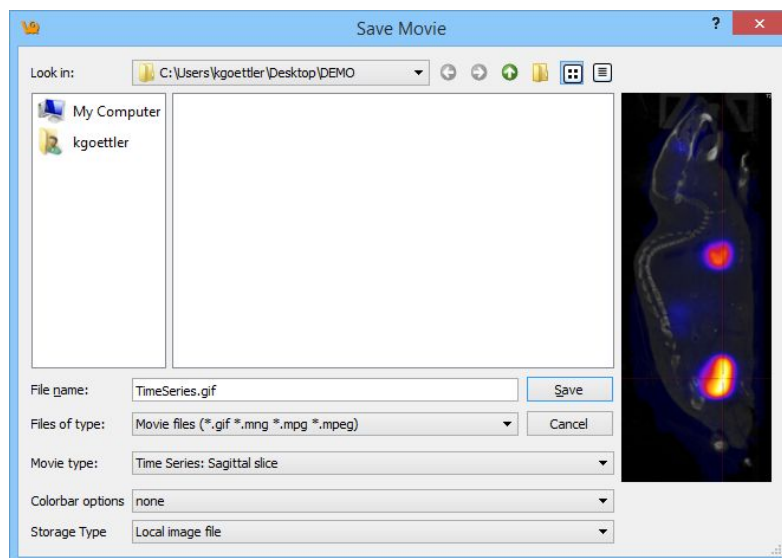 Save Movie
?
Look in:
C:\Users\kgoettler\Desktop\DEMO
My Computer
kgoettler
File name:
TimeSeries.gif
Save
Files of type:
Movie files (*.gif *.mng *.mpg *.mpeg)
Cancel
Movie type:
Time Series: Sagittal slice
Colorbar options
none
Storage Type
Local image file